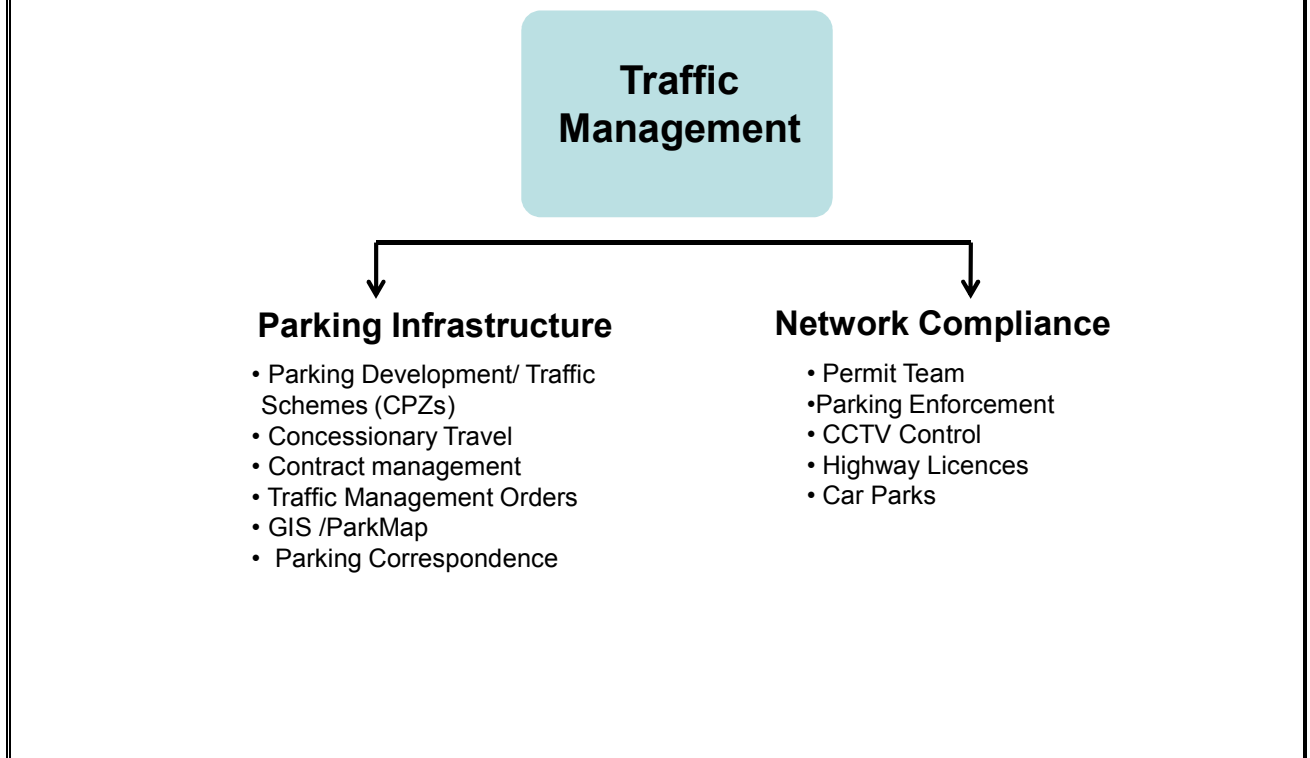 Traffic
Management
Parking Infrastructure
• Parking Development/ Traffic
Schemes (CPZs)
• Concessionary Travel
• Contract management
• Traffic Management Orders
• GIS /ParkMap
• Parking Correspondence
Network Compliance
• Permit Team
•Parking Enforcement
• CCTV Control
• Highway Licences
• Car Parks